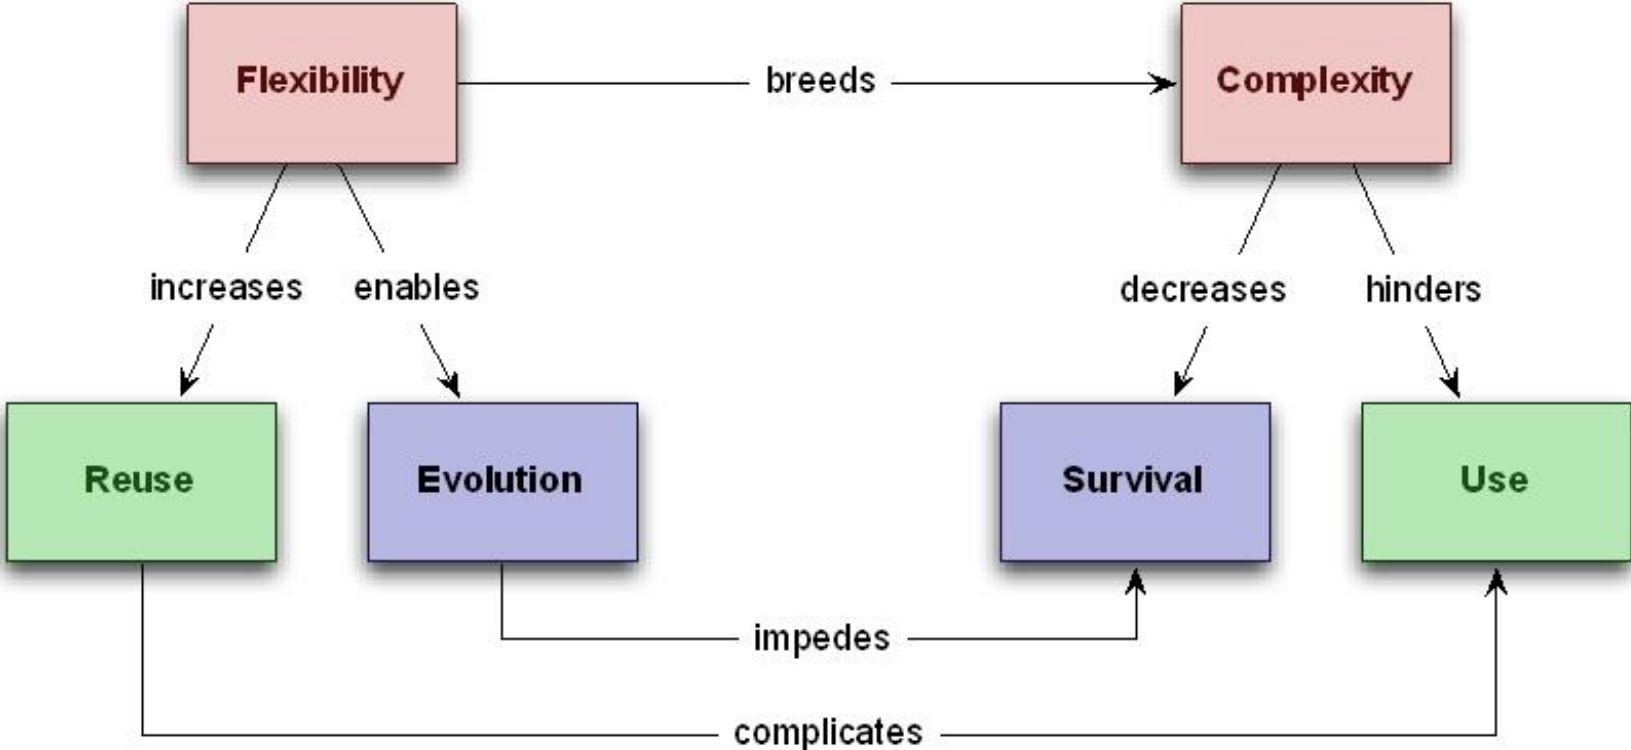 Flexibility
breeds
Complexity
increases
enables
decreases
hinders
Reuse
Evolution
Survival
Use
impedes
complicates